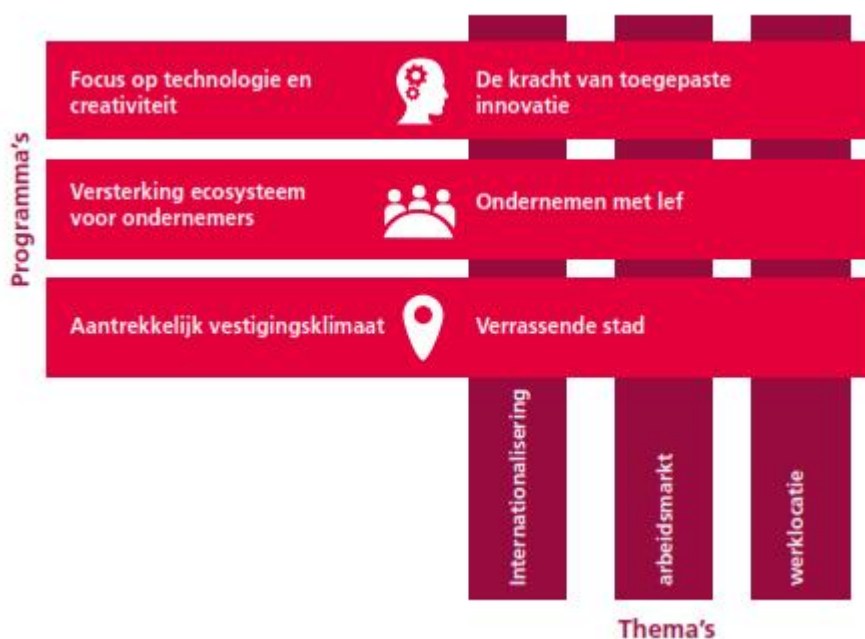 Programma's
Focus op technologie en
creativiteit
De kracht van toegepaste
innovatie
Versterking ecosysteem
voor ondernemers
Ondernemen met lef
Aantrekkelijk vestigingsklimaat
Verrassende stad
Internationalisering
arbeidsmarkt
werklocatie
Thema's